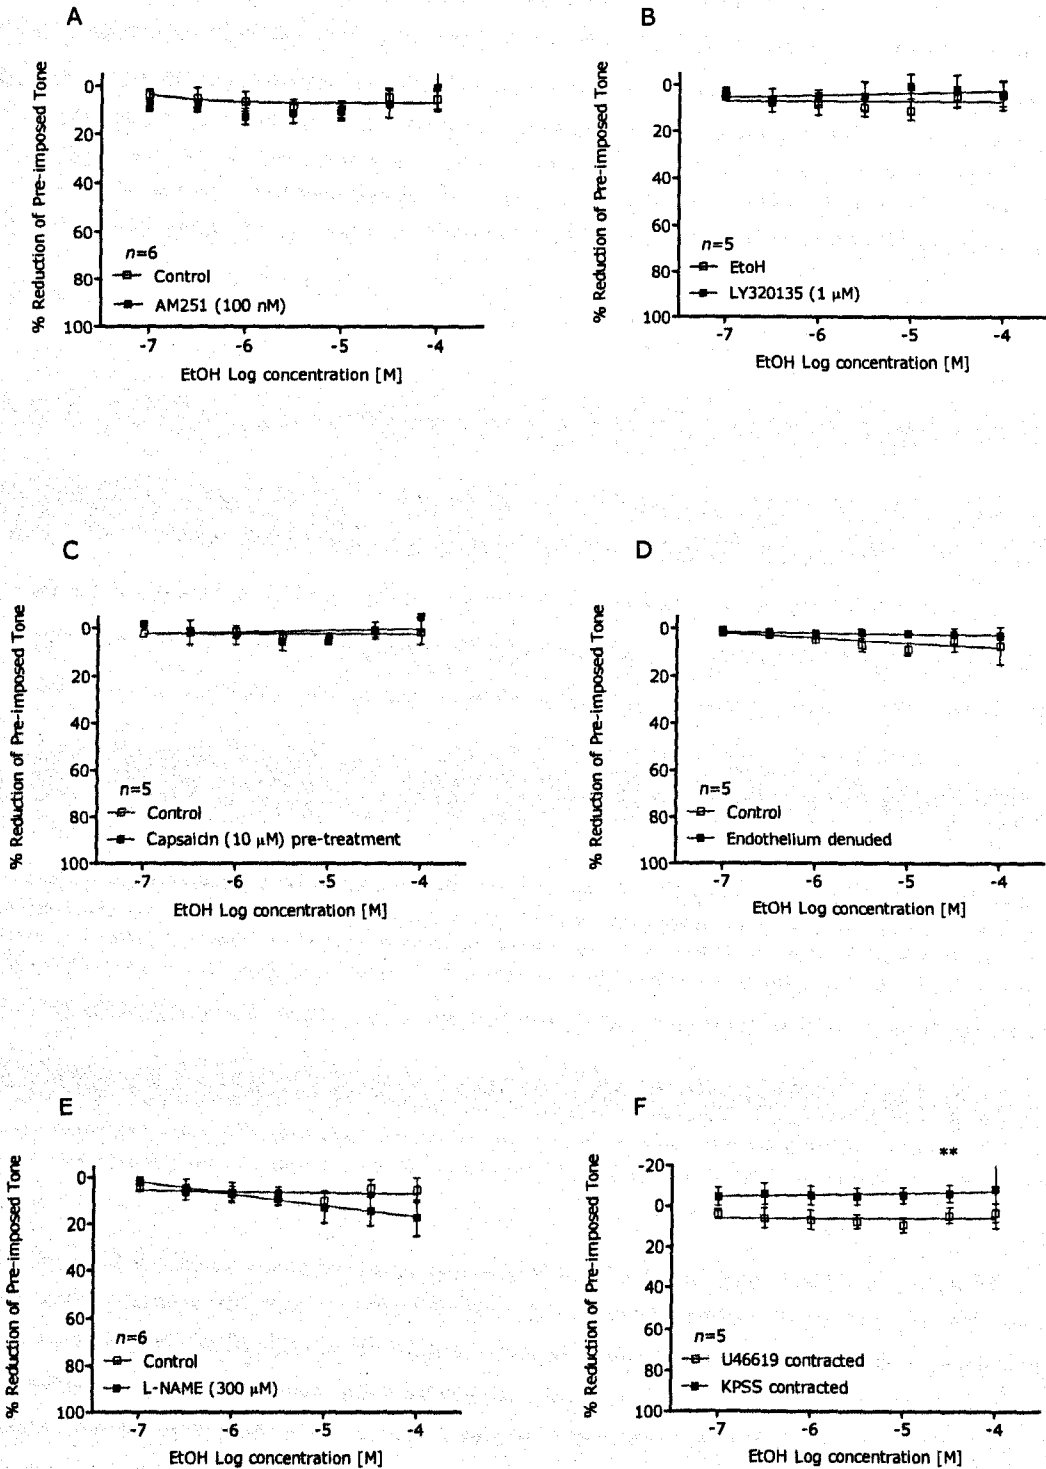 A
% Reduction of Pre-imposed Tone
0
20
40
60
80
100
n=6
Control
AM251 (100 nM)
-7
-6
-5
-4
EtOH Log concentration [M]
B
% Reduction of Pre-imposed Tone
0
20
40
60
80
100
n=5
EtoH
LY320135 (1 μM)
-7
-6
-5
-4
EtOH Log concentration [M]
C
% Reduction of Pre-imposed Tone
0
20
40
60
80
100
n=5
Control
Capsaicin (10 μM) pre-treatment
-7
-6
-5
-4
EtOH Log concentration [M]
D
% Reduction of Pre-imposed Tone
0
20
40
60
80
100
n=5
Control
Endothelium denuded
-7
-6
-5
-4
EtOH Log concentration [M]
E
% Reduction of Pre-imposed Tone
0
20
40
60
80
100
n=6
Control
L-NAME (300 μM)
-7
-6
-5
-4
EtOH Log concentration [M]
F
% Reduction of Pre-imposed Tone
**
-20
0
20
40
60
80
100
n=5
U46619 contracted
KPSS contracted
-7
-6
-5
-4
EtOH Log concentration [M]